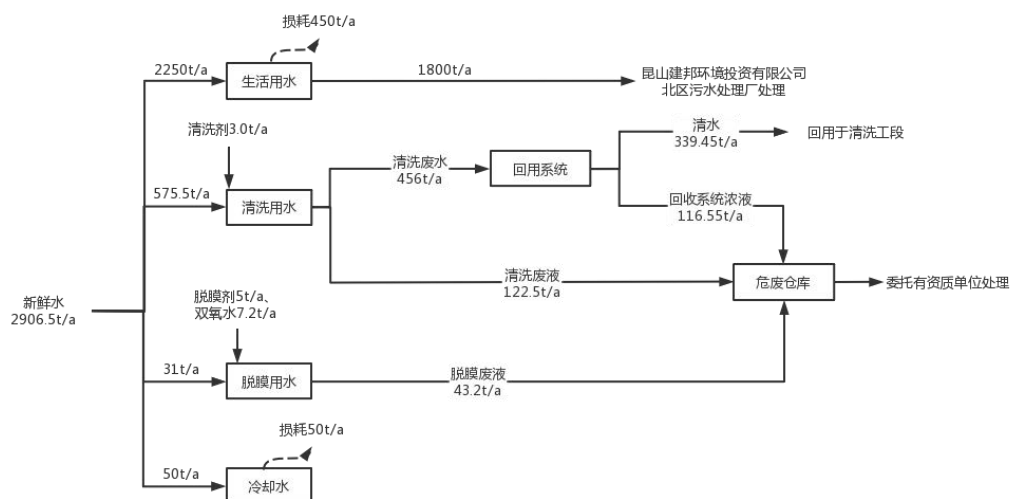 损耗450t/a
2250t/a
生活用水
1800t/a
昆山建邦环境投资有限公司
北区污水处理厂处理
清洗剂3.0t/a
清水
339.45t/a
回用于清洗工段
清洗废水
456t/a
回用系统
575.5t/a
清洗用水
回收系统浓液
116.55t/a
清洗废液
122.5t/a
危废仓库
委托有资质单位处理
新鲜水
2906.5t/a
脱膜剂5t/a、
双氧水7.2t/a
31t/a
脱膜用水
脱膜废液
43.2t/a
损耗50t/a
50t/a
冷却水